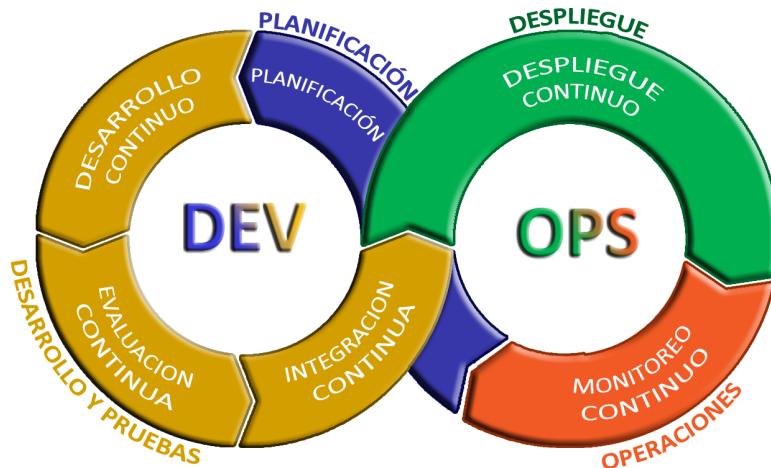 PLANIFICACIÓN
DESPLIEGUE
DESARROLLO
CONTINUO
PLANIFICACIÓN
DESPLIEGUE
CONTINUO
DEV
OPS
EVALUACION
CONTINUA
INTEGRACION
CONTINUA
MONITOREO
CONTINUO
DESARROLLO Y PRUEBAS
OPERACIONES